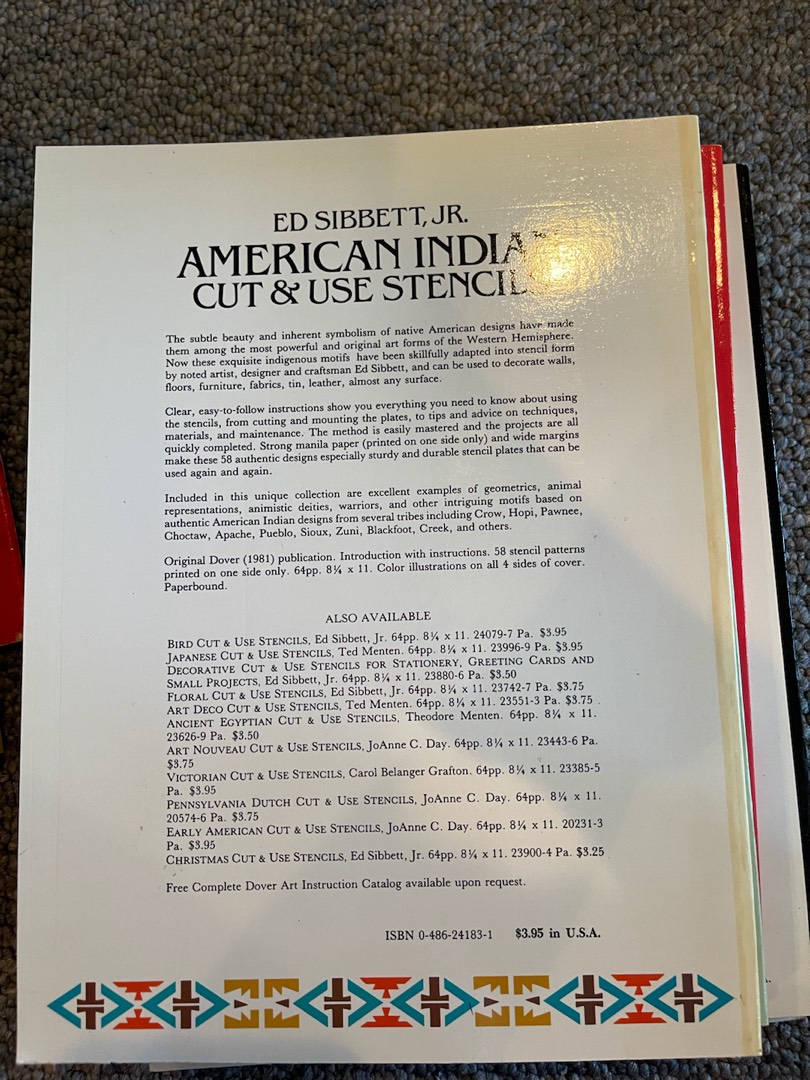 ED SIBBETT, JR.
AMERICAN INDIAN
CUT & USE STENCILS
The subtle beauty and inherent symbolism of native American designs have made
them among the most powerful and original art forms of the Western Hemisphere.
Now these exquisite indigenous motifs have been skillfully adapted into stencil form
by noted artist, designer and craftsman Ed Sibbett, and can be used to decorate walls,
floors, furniture, fabrics, tin, leather, almost any surface.
Clear, easy-to-follow instructions show you everything you need to know about using
the stencils, from cutting and mounting the plates, to tips and advice on techniques,
materials, and maintenance. The method is easily mastered and the projects are all
quickly completed. Strong manila paper (printed on one side only) and wide margins
make these 58 authentic designs especially sturdy and durable stencil plates that can be
used again and again.
Included in this unique collection are excellent examples of geometrics, animal
representations, animistic deities, warriors, and other intriguing motifs based on
authentic American Indian designs from several tribes including Crow, Hopi, Pawnee,
Choctaw, Apache, Pueblo, Sioux, Zuni, Blackfoot, Creek, and others.
Original Dover (1981) publication. Introduction with instructions. 58 stencil patterns
printed on one side only. 64pp. 8¼ x 11. Color illustrations on all 4 sides of cover.
Paperbound.
ALSO AVAILABLE
BIRD CUT & USE STENCILS, Ed Sibbett, Jr. 64pp. 8¼ x 11. 24079-7 Pa. $3.95
JAPANESE CUT & USE STENCILS, Ted Menten. 64pp. 8¼ x 11. 23996-9 Pa. $3.95
DECORATIVE CUT & USE STENCILS FOR STATIONERY, GREETING CARDS AND
SMALL PROJECTS, Ed Sibbett, Jr. 64pp. 8¼ x 11. 23880-6 Pa. $3.50
FLORAL CUT & USE STENCILS, Ed Sibbett, Jr. 64pp. 8¼ x 11. 23742-7 Pa. $3.75
ART DECO CUT & USE STENCILS, Ted Menten. 64pp. 8¼ x 11. 23551-3 Pa. $3.75
ANCIENT EGYPTIAN CUT & USE STENCILS, Theodore Menten. 64pp. 8¼ x 11.
23626-9 Pa. $3.50
ART NOUVEAU CUT & USE STENCILS, JoAnne C. Day. 64pp. 8¼ x 11. 23443-6 Pa.
$3.75
VICTORIAN CUT & USE STENCILS, Carol Belanger Grafton. 64pp. 8¼ x 11. 23385-5
Pa. $3.95
PENNSYLVANIA DUTCH CUT & USE STENCILS, JoAnne C. Day. 64pp. 8¼ x 11.
20574-6 Pa. $3.75
EARLY AMERICAN CUT & USE STENCILS, JoAnne C. Day. 64pp. 8¼ x 11. 20231-3
Pa. $3.95
CHRISTMAS CUT & USE STENCILS, Ed Sibbett, Jr. 64pp. 8¼ x 11. 23900-4 Pa. $3.25
Free Complete Dover Art Instruction Catalog available upon request.
ISBN 0-486-24183-1 $3.95 in U.S.A.